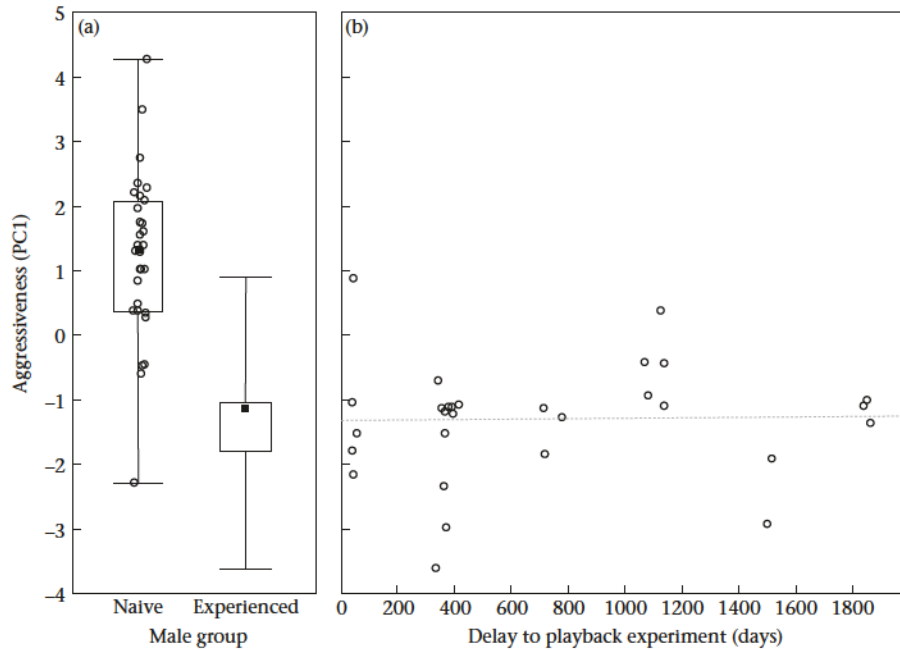 (a)
(b)
Aggressiveness (PC1)
5
4
3
2
1
0
–1
–2
–3
–4
Naive Experienced
Male group
0 200 400 600 800 1000 1200 1400 1600 1800
Delay to playback experiment (days)